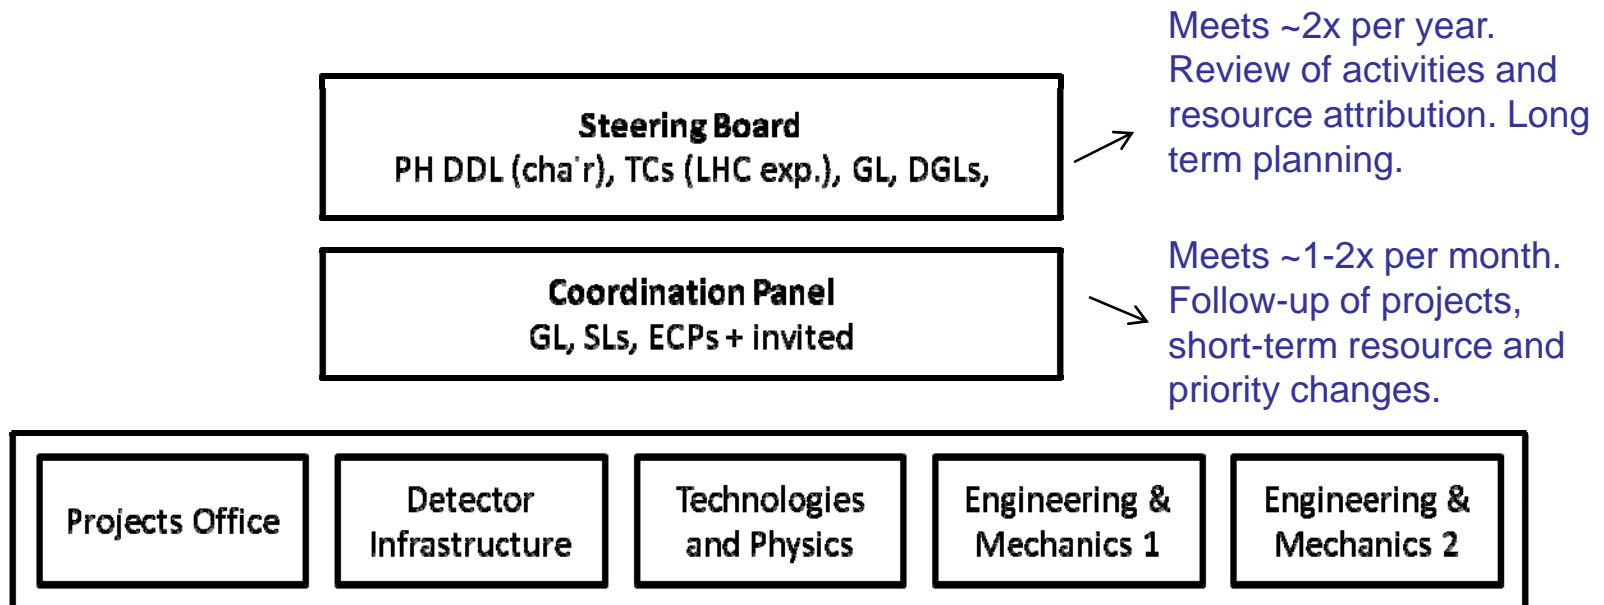 Meets ~2x per year.
Review of activities and
resource attribution. Long
term planning.
Steering Board
PH DDL (chair), TCs (LHC exp.), GL, DGLs,
Meets ~1-2x per month.
Follow-up of projects,
short-term resource and
priority changes.
Coordination Panel
GL, SLs, ECPs + invited
Projects Office
Detector
Infrastructure
Technologies
and Physics
Engineering &
Mechanics 1
Engineering &
Mechanics 2